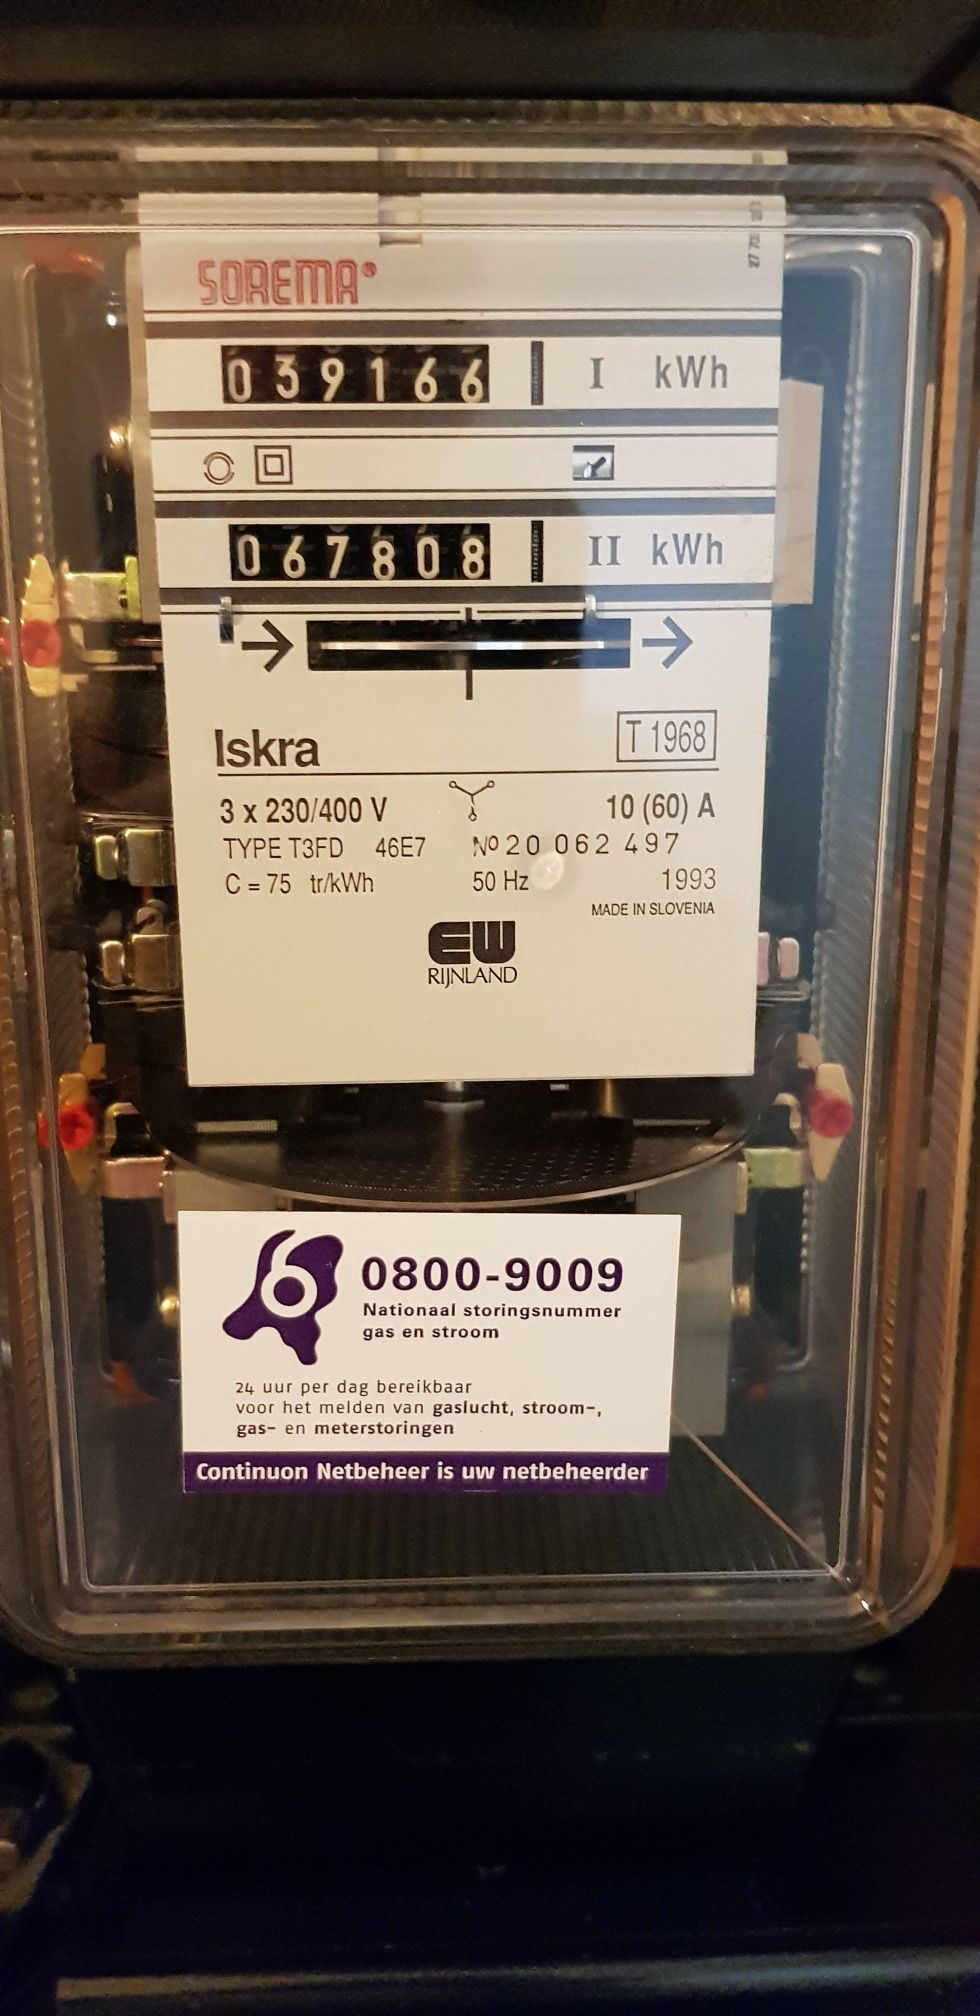 SOREMA®
039166 I kWh
067808 II kWh
Iskra T 1968
3 x 230/400 V 10 (60) A
TYPE T3FD 46E7 Nº 20 062 497
C = 75 tr/kWh 50 Hz 1993
MADE IN SLOVENIA
EW
RIJNLAND
0800-9009
Nationaal storingsnummer
gas en stroom
24 uur per dag bereikbaar
voor het melden van gaslucht, stroom-,
gas- en meterstoringen
Continuon Netbeheer is uw netbeheerder